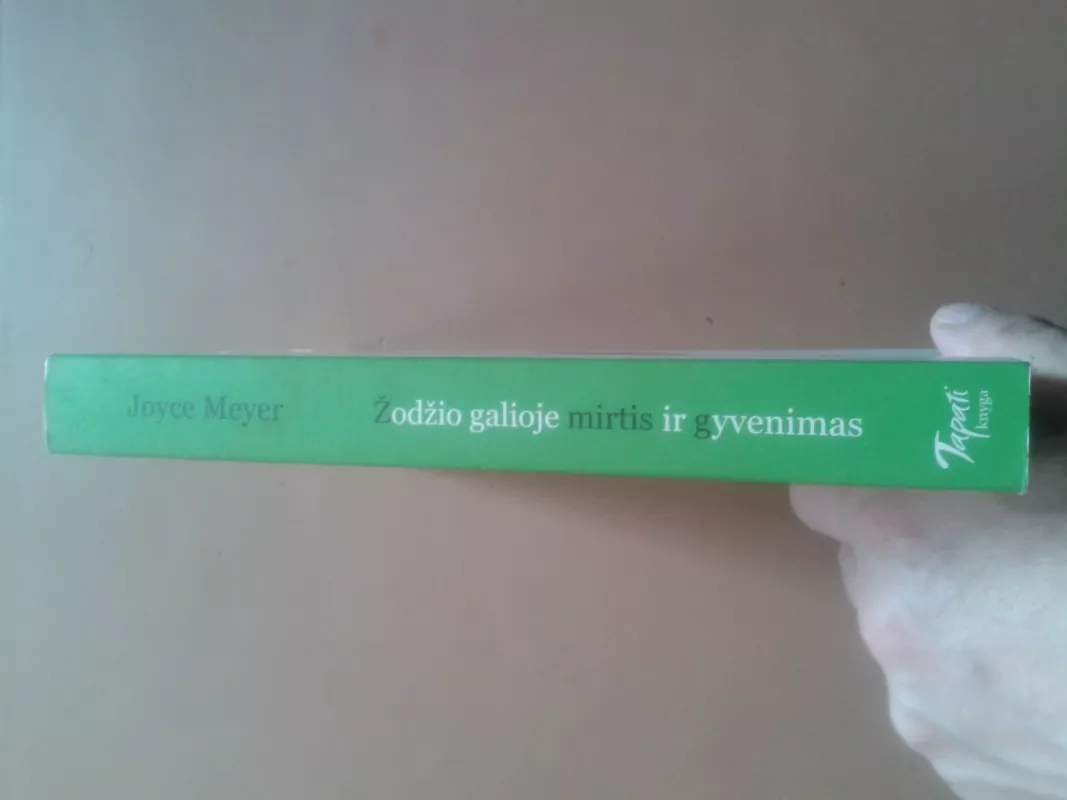 Joyce Meyer
Žodžio galioje mirtis ir gyvenimas
Tapati
knyga